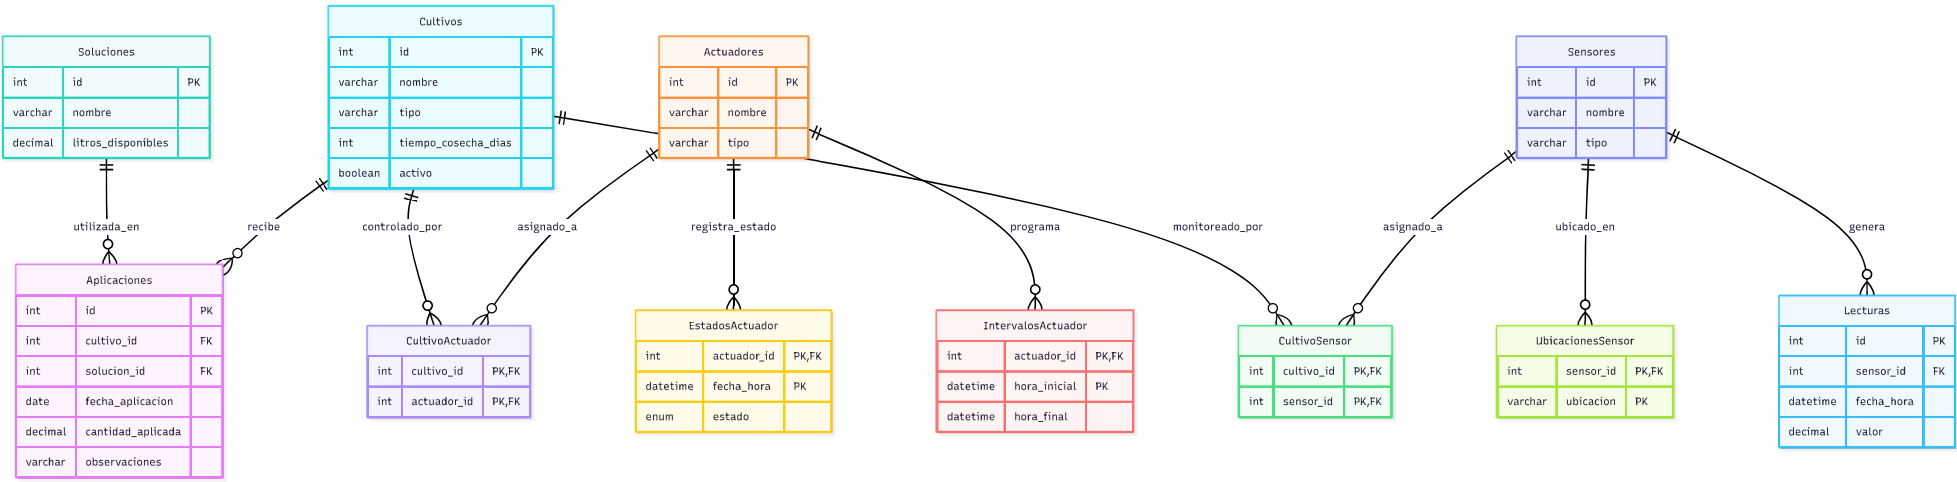 Soluciones
int id PK
varchar nombre
decimal litros_disponibles
Cultivos
int id PK
varchar nombre
varchar tipo
int tiempo_cosecha_dias
boolean activo
Actuadores
int id PK
varchar nombre
varchar tipo
Sensores
int id PK
varchar nombre
varchar tipo
utilizada_en
recibe
controlado_por
asignado_a
registra_estado
programa
monitoreado_por
asignado_a
ubicado_en
genera
Aplicaciones
int id PK
int cultivo_id FK
int solucion_id FK
date fecha_aplicacion
decimal cantidad_aplicada
varchar observaciones
CultivoActuador
int cultivo_id PK,FK
int actuador_id PK,FK
EstadosActuador
int actuador_id PK,FK
datetime fecha_hora PK
enum estado
IntervalosActuador
int actuador_id PK,FK
datetime hora_inicial PK
datetime hora_final
CultivoSensor
int cultivo_id PK,FK
int sensor_id PK,FK
UbicacionesSensor
int sensor_id PK,FK
varchar ubicacion PK
Lecturas
int id PK
int sensor_id FK
datetime fecha_hora
decimal valor